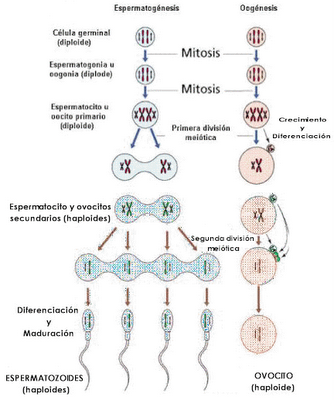 Espermatogénesis
Oogénesis
Célula germinal
(diploide)
Mitosis
Espermatogonia u
oogonia (diplode)
Mitosis
Espermatocito u
oocito primario
(diploide)
Crecimiento
y
Diferenciación
Primera división
meiótica
Espermatocito y ovocitos
secundarios (haploides)
Segunda división
meiótica
Diferenciación
y
Maduración
ESPERMATOZOIDES
(haploides)
OVOCITO
(haploide)